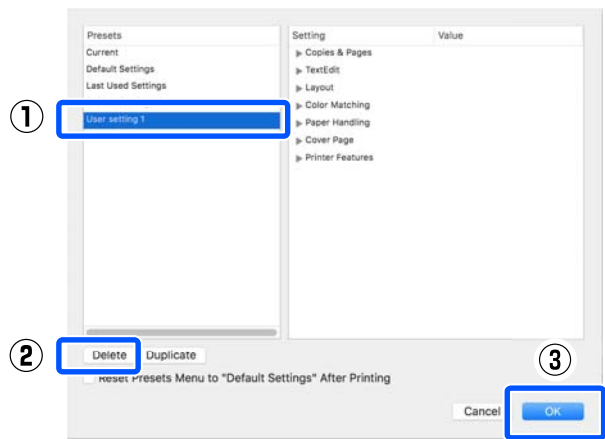 Presets
Setting Value
Current
Default Settings
Last Used Settings
① User setting 1
▶ Copies & Pages
▶ TextEdit
▶ Layout
▶ Color Matching
▶ Paper Handling
▶ Cover Page
▶ Printer Features
② Delete Duplicate
Reset Presets Menu to "Default Settings" After Printing
③
Cancel OK